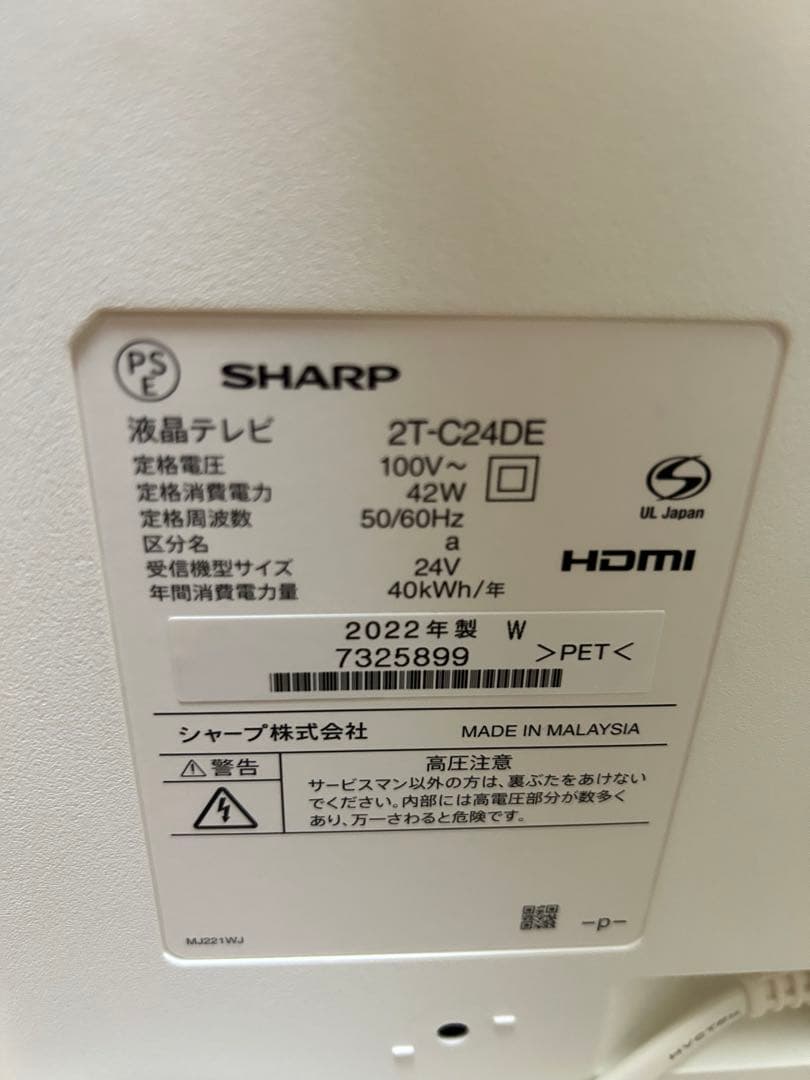 PSE
SHARP
液晶テレビ 2T-C24DE
定格電圧 100V～
定格消費電力 42W
定格周波数 50/60Hz
区分名 a
受信機型サイズ 24V
年間消費電力量 40kWh/年
UL Japan
HDMI
2022年製 W
7325899 >PET<
シャープ株式会社 MADE IN MALAYSIA
⚠警告
高圧注意
サービスマン以外の方は、裏ぶたをあけない
でください。内部には高電圧部分が数多く
あり、万一さわると危険です。
MJ221WJ
-p-